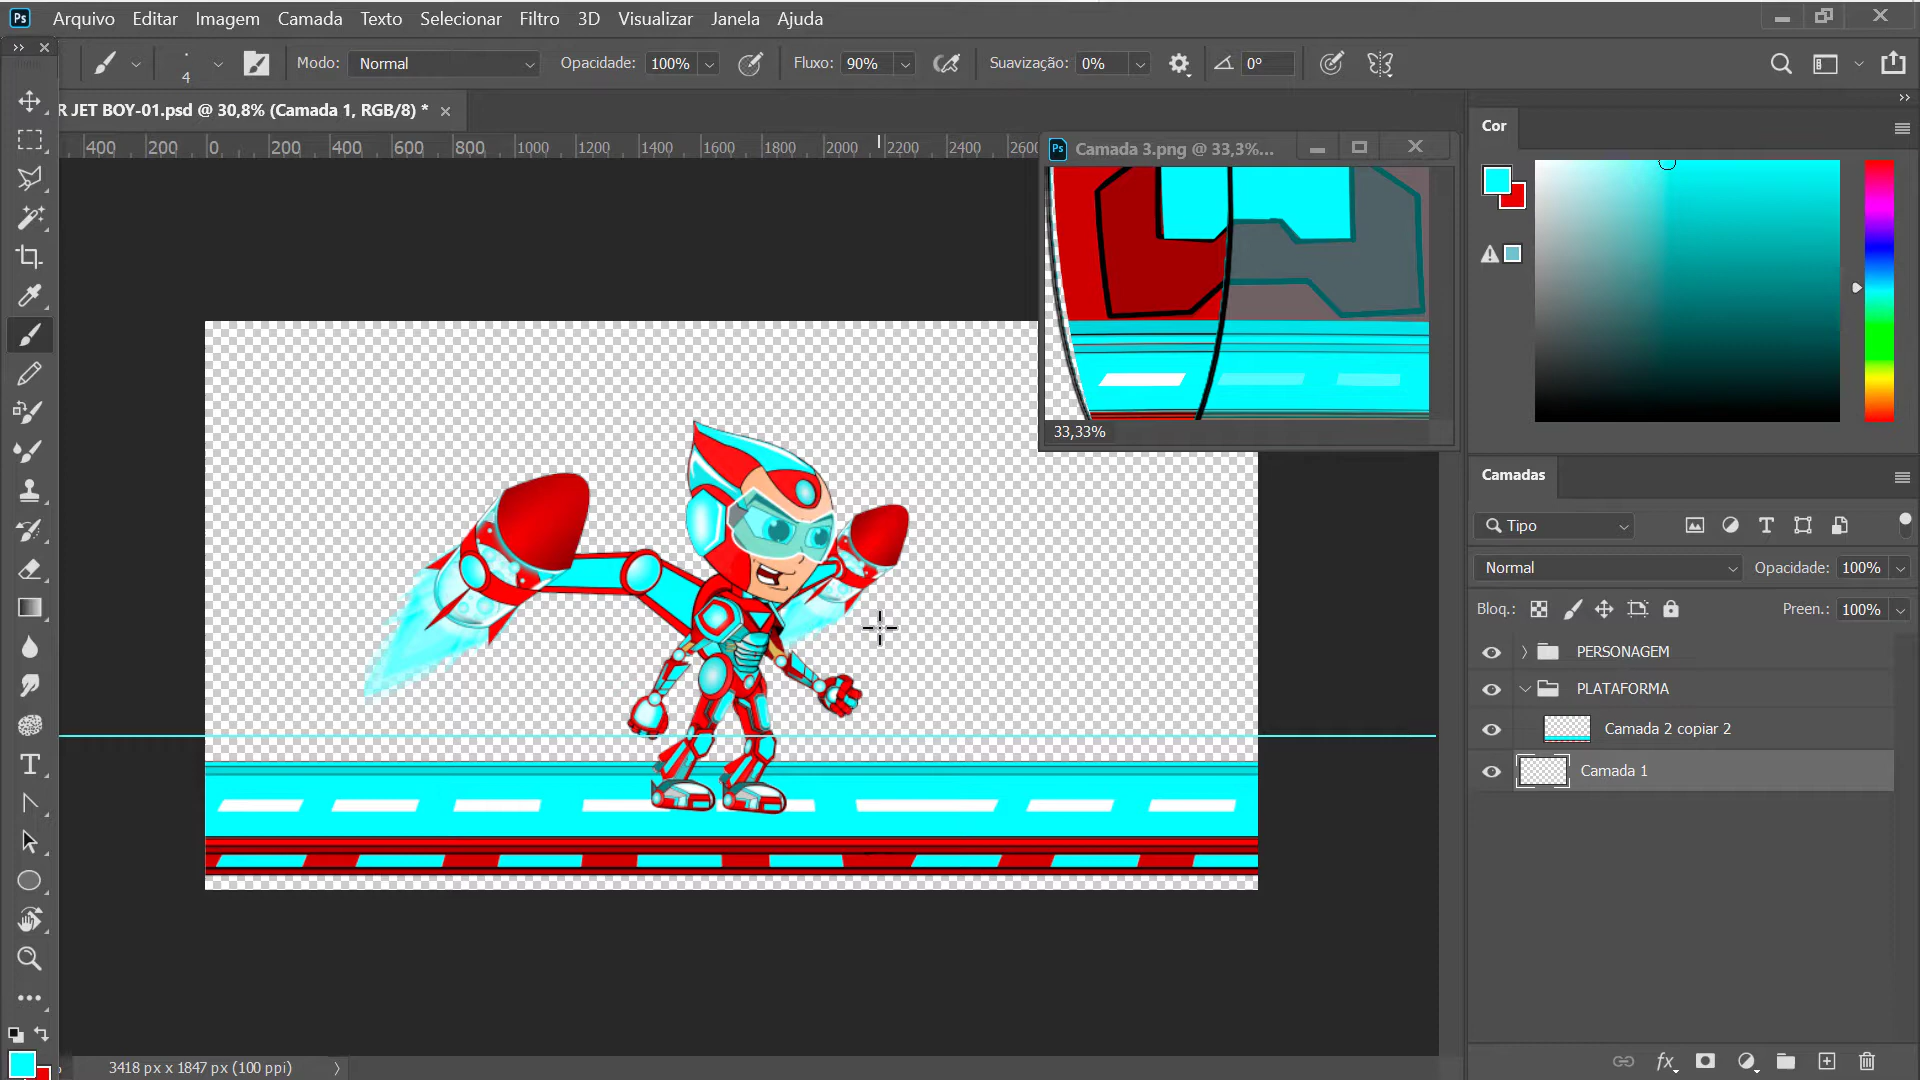 Ps Arquivo Editar Imagem Camada Texto Selecionar Filtro 3D Visualizar Janela Ajuda
4 Modo: Normal Opacidade: 100% Fluxo: 90% Suavização: 0% 0°
R JET BOY-01.psd @ 30,8% (Camada 1, RGB/8) *
400 200 0 200 400 600 800 1000 1200 1400 1600 1800 2000 2200 2400 2600
Ps Camada 3.png @ 33,3%...
33,33%
Cor
Camadas
Tipo
Normal Opacidade: 100%
Bloq.: Preen.: 100%
PERSONAGEM
PLATAFORMA
Camada 2 copiar 2
Camada 1
fx
3418 px x 1847 px (100 ppi)